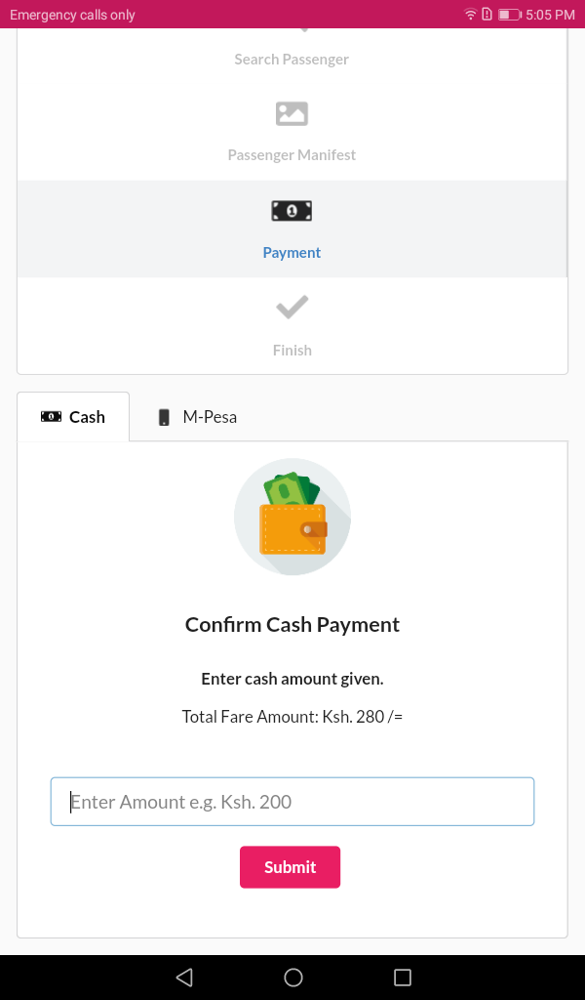 Emergency calls only
5:05 PM
Search Passenger
Passenger Manifest
Payment
Finish
Cash
M-Pesa
Confirm Cash Payment
Enter cash amount given.
Total Fare Amount: Ksh. 280 /=
Enter Amount e.g. Ksh. 200
Submit